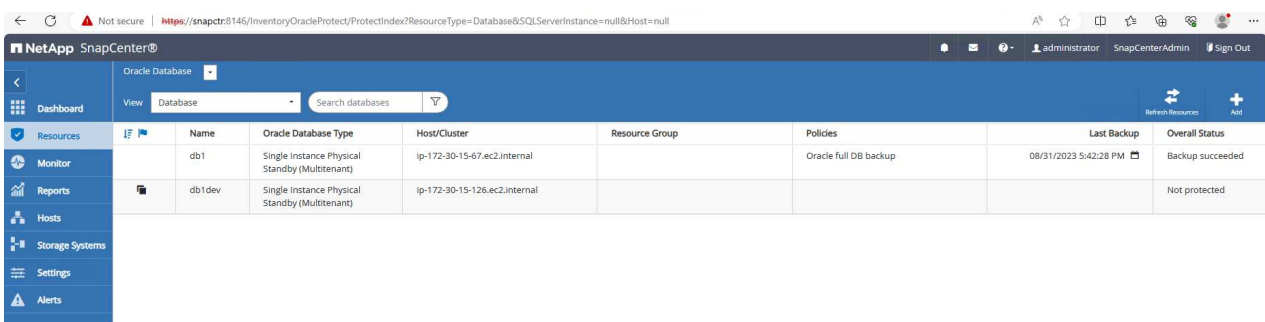 Not secure https://snapctr:8146/InventoryOracleProtect/ProtectIndex?ResourceType=Database&SQLServerInstance=null&Host=null
NetApp SnapCenter® administrator SnapCenterAdmin Sign Out
Oracle Database
Dashboard View Database Search databases Refresh Resources Add
Resources Name Oracle Database Type Host/Cluster Resource Group Policies Last Backup Overall Status
db1 Single Instance Physical ip-172-30-15-67.ec2.internal Oracle full DB backup 08/31/2023 5:42:28 PM Backup succeeded
Monitor Standby (Multitenant)
Reports db1dev Single Instance Physical ip-172-30-15-126.ec2.internal Not protected
Standby (Multitenant)
Hosts
Storage Systems
Settings
Alerts